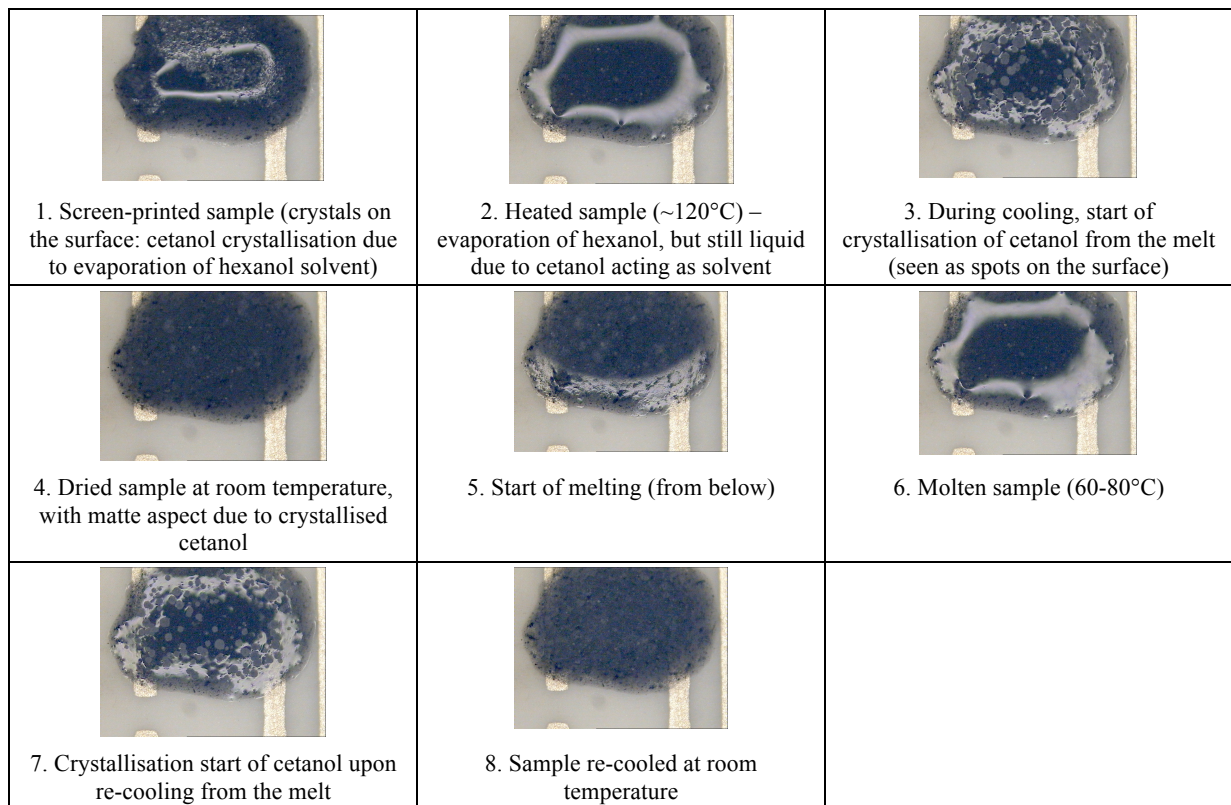 1. Screen-printed sample (crystals on
the surface: cetanol crystallisation due
to evaporation of hexanol solvent)
2. Heated sample (~120°C) –
evaporation of hexanol, but still liquid
due to cetanol acting as solvent
3. During cooling, start of
crystallisation of cetanol from the melt
(seen as spots on the surface)
4. Dried sample at room temperature,
with matte aspect due to crystallised
cetanol
5. Start of melting (from below)
6. Molten sample (60-80°C)
7. Crystallisation start of cetanol upon
re-cooling from the melt
8. Sample re-cooled at room
temperature